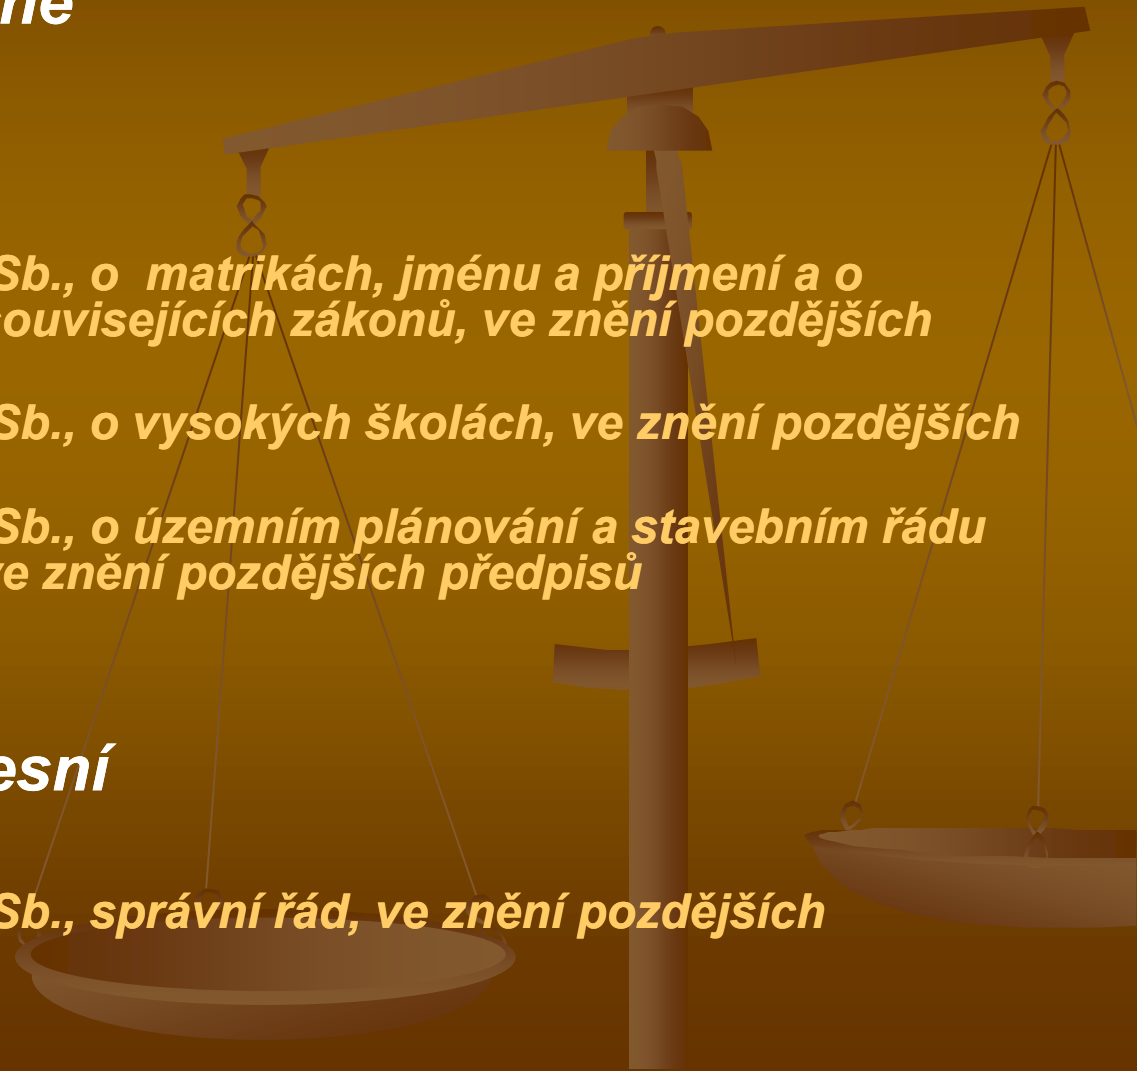 Sb., o matrikách, jménu a příjmení a o
souvisejících zákonů, ve znění pozdějších
Sb., o vysokých školách, ve znění pozdějších
Sb., o územním plánování a stavebním řádu
ve znění pozdějších předpisů
esní
Sb., správní řád, ve znění pozdějších